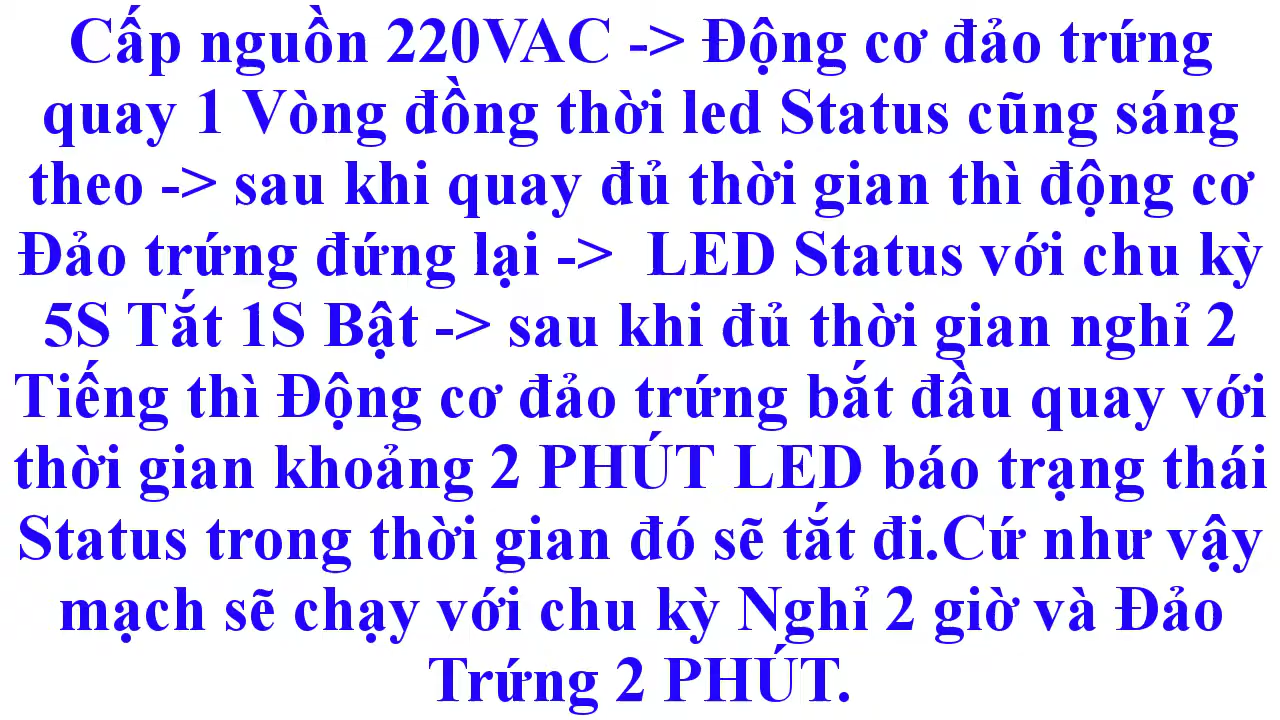 Cấp nguồn 220VAC -> Động cơ đảo trứng
quay 1 Vòng đồng thời led Status cũng sáng
theo -> sau khi quay đủ thời gian thì động cơ
Đảo trứng đứng lại -> LED Status với chu kỳ
5S Tắt 1S Bật -> sau khi đủ thời gian nghỉ 2
Tiếng thì Động cơ đảo trứng bắt đầu quay với
thời gian khoảng 2 PHÚT LED báo trạng thái
Status trong thời gian đó sẽ tắt đi.Cứ như vậy
mạch sẽ chạy với chu kỳ Nghỉ 2 giờ và Đảo
Trứng 2 PHÚT.